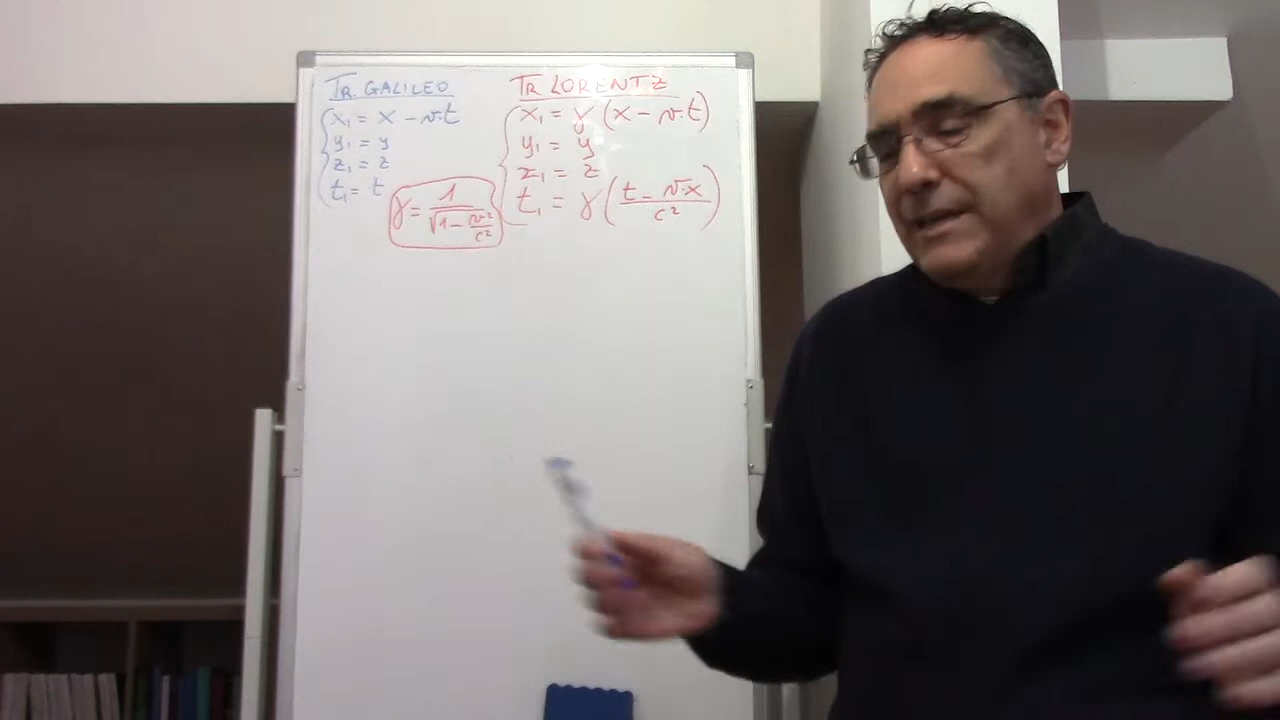 TR. GALILEO
x₁ = x - v·t
y₁ = y
z₁ = z
t₁ = t
γ = 1 / √(1 - v²/c²)
TR LORENTZ
x₁ = γ (x - v·t)
y₁ = y
z₁ = z
t₁ = γ ((t - v·x) / c²)